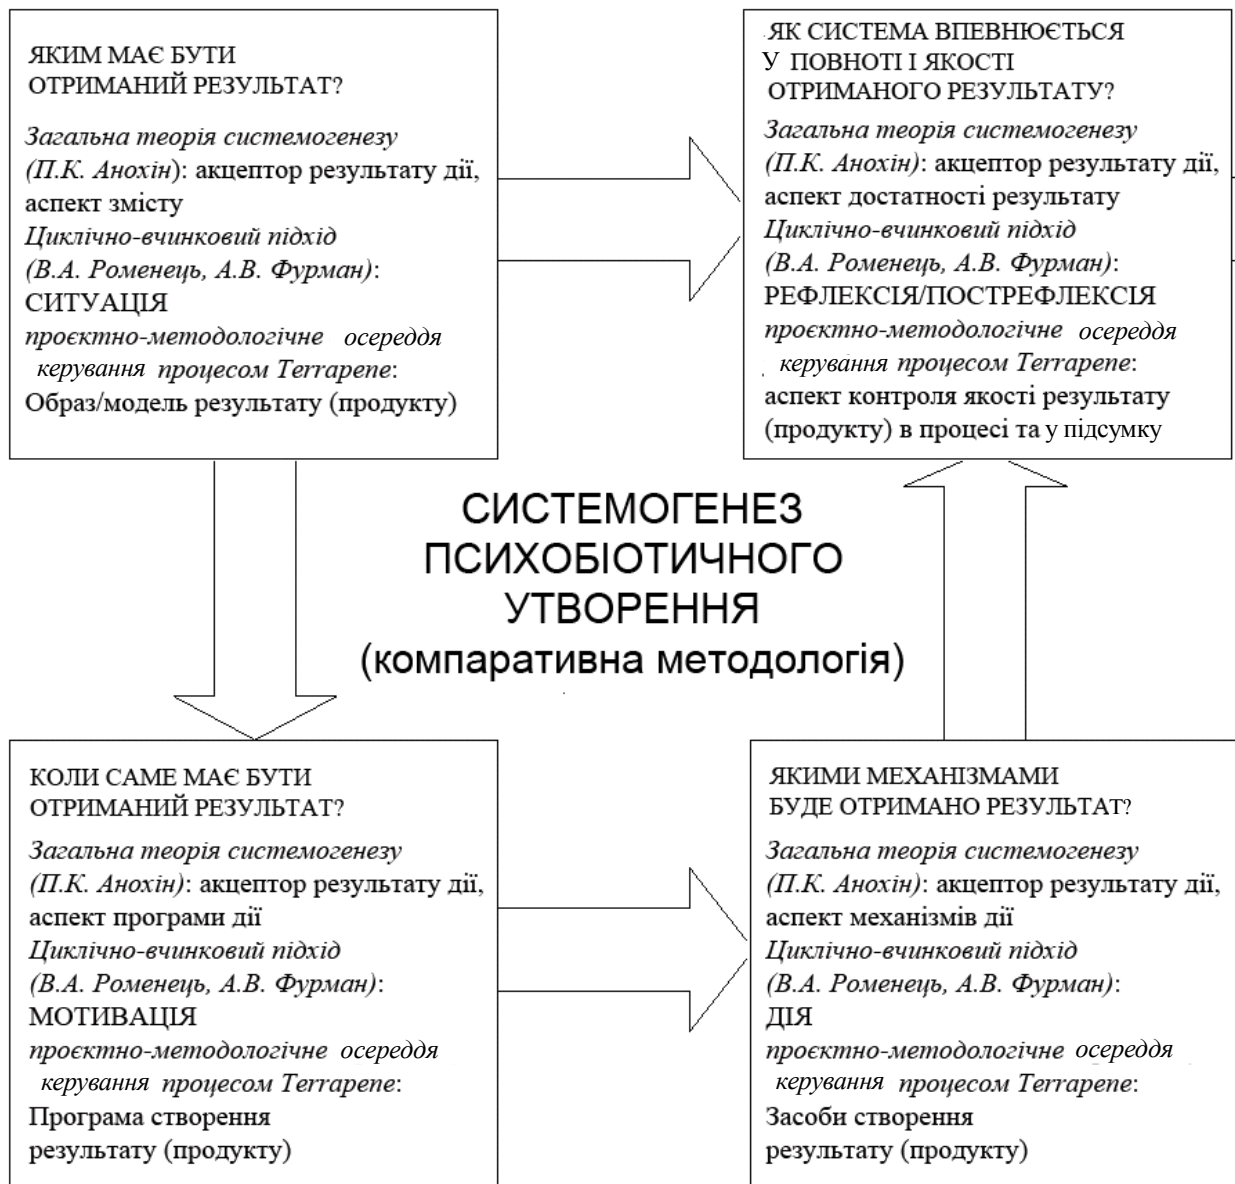 ЯКИМ МАЄ БУТИ
ОТРИМАНИЙ РЕЗУЛЬТАТ?
Загальна теорія системогенезу
(П.К. Анохін): акцептор результату дії,
аспект змісту
Циклічно-вчинковий підхід
(В.А. Роменець, А.В. Фурман):
СИТУАЦІЯ
проєктно-методологічне осереддя
керування процесом Terrapene:
Образ/модель результату (продукту)
ЯК СИСТЕМА ВПЕВНЮЄТЬСЯ
У ПОВНОТІ І ЯКОСТІ
ОТРИМАНОГО РЕЗУЛЬТАТУ?
Загальна теорія системогенезу
(П.К. Анохін): акцептор результату дії,
аспект достатності результату
Циклічно-вчинковий підхід
(В.А. Роменець, А.В. Фурман):
РЕФЛЕКСІЯ/ПОСТРЕФЛЕКСІЯ
проєктно-методологічне осереддя
керування процесом Terrapene:
аспект контроля якості результату
(продукту) в процесі та у підсумку
СИСТЕМОГЕНЕЗ
ПСИХОБІОТИЧНОГО
УТВОРЕННЯ
(компаративна методологія)
КОЛИ САМЕ МАЄ БУТИ
ОТРИМАНИЙ РЕЗУЛЬТАТ?
Загальна теорія системогенезу
(П.К. Анохін): акцептор результату дії,
аспект програми дії
Циклічно-вчинковий підхід
(В.А. Роменець, А.В. Фурман):
МОТИВАЦІЯ
проєктно-методологічне осереддя
керування процесом Terrapene:
Програма створення
результату (продукту)
ЯКИМИ МЕХАНІЗМАМИ
БУДЕ ОТРИМАНО РЕЗУЛЬТАТ?
Загальна теорія системогенезу
(П.К. Анохін): акцептор результату дії,
аспект механізмів дії
Циклічно-вчинковий підхід
(В.А. Роменець, А.В. Фурман):
ДІЯ
проєктно-методологічне осереддя
керування процесом Terrapene:
Засоби створення
результату (продукту)